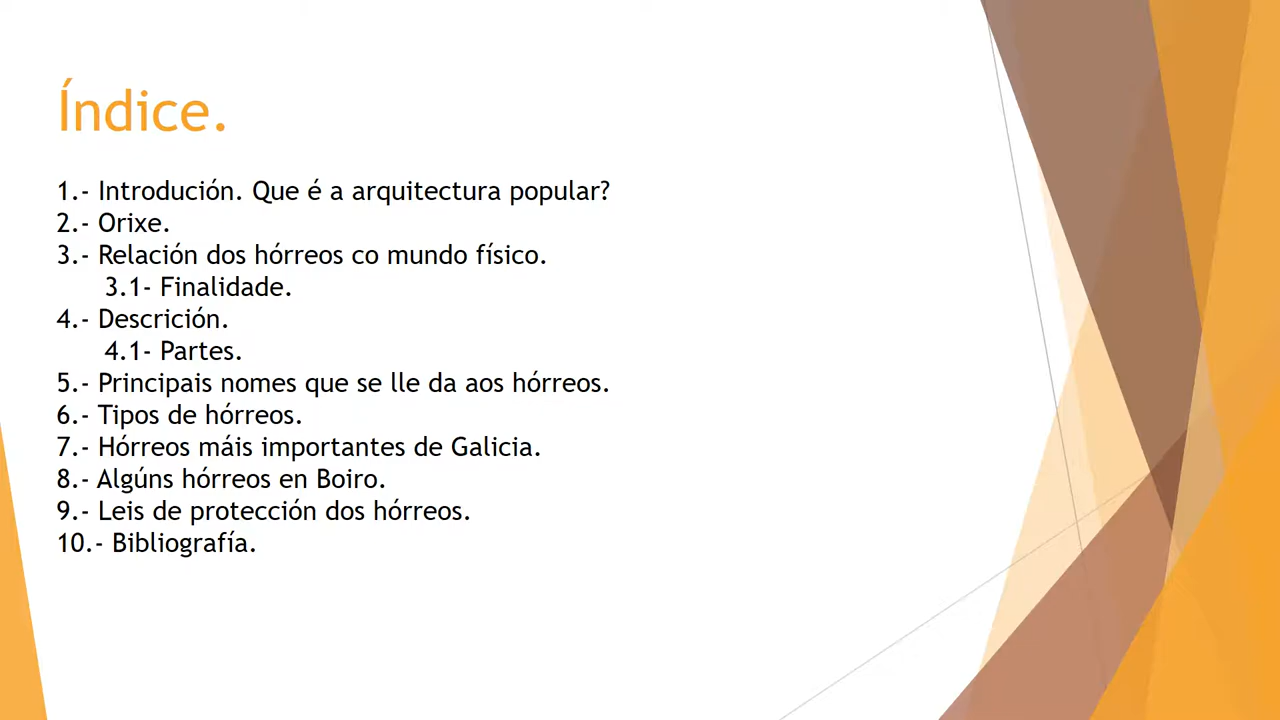 Índice.
1.- Introdución. Que é a arquitectura popular?
2.- Orixe.
3.- Relación dos hórreos co mundo físico.
3.1- Finalidade.
4.- Descrición.
4.1- Partes.
5.- Principais nomes que se lle da aos hórreos.
6.- Tipos de hórreos.
7.- Hórreos máis importantes de Galicia.
8.- Algúns hórreos en Boiro.
9.- Leis de protección dos hórreos.
10.- Bibliografía.